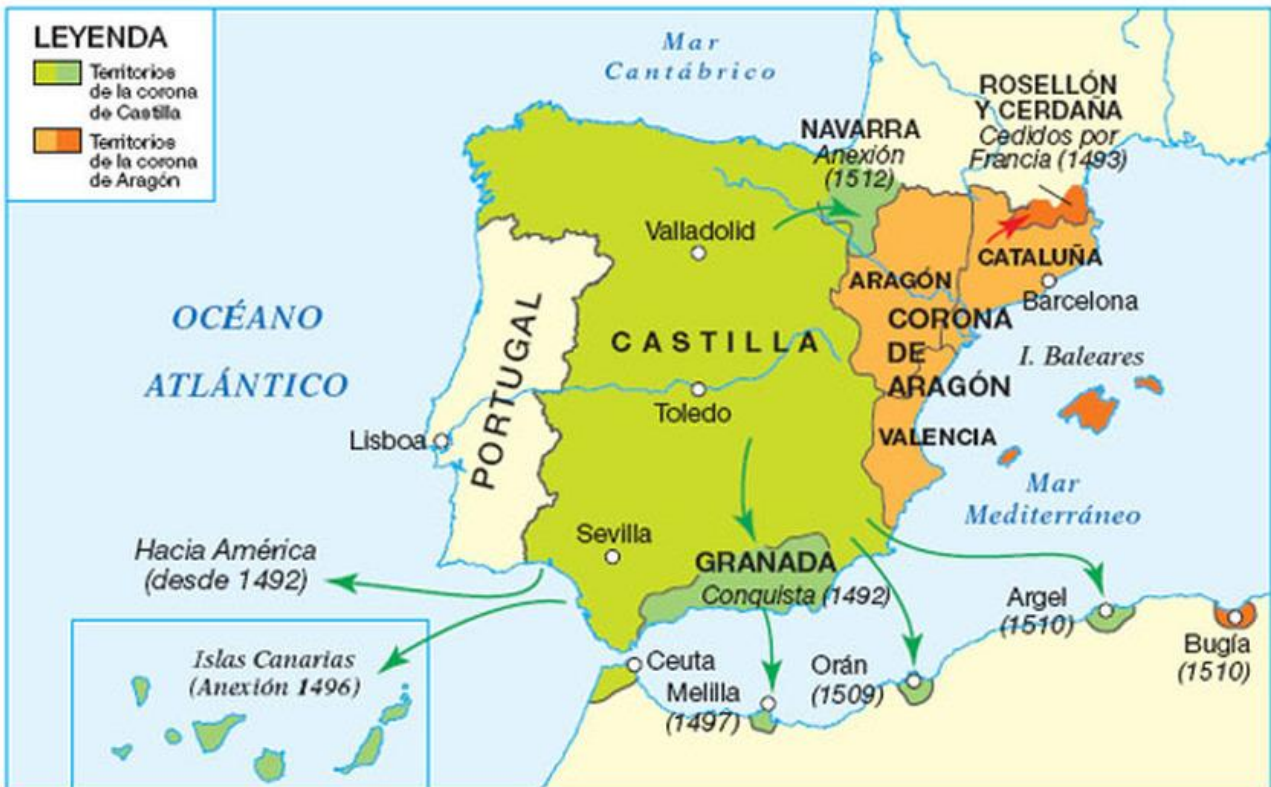 LEYENDA
Territorios
de la corona
de Castilla
Territorios
de la corona
de Aragón
Mar
Cantábrico
ROSELLÓN
Y CERDAÑA
Cedidos por
Francia (1493)
NAVARRA
Anexión
(1512)
Valladolid
CATALUÑA
ARAGÓN
Barcelona
OCÉANO
ATLÁNTICO
PORTUGAL
CASTILLA
CORONA
DE
ARAGÓN
I. Baleares
Toledo
Lisboa
VALENCIA
Mar
Mediterráneo
Sevilla
Hacia América
(desde 1492)
GRANADA
Conquista (1492)
Argel
(1510)
Bugía
(1510)
Islas Canarias
(Anexión 1496)
Ceuta
Melilla
(1497)
Orán
(1509)